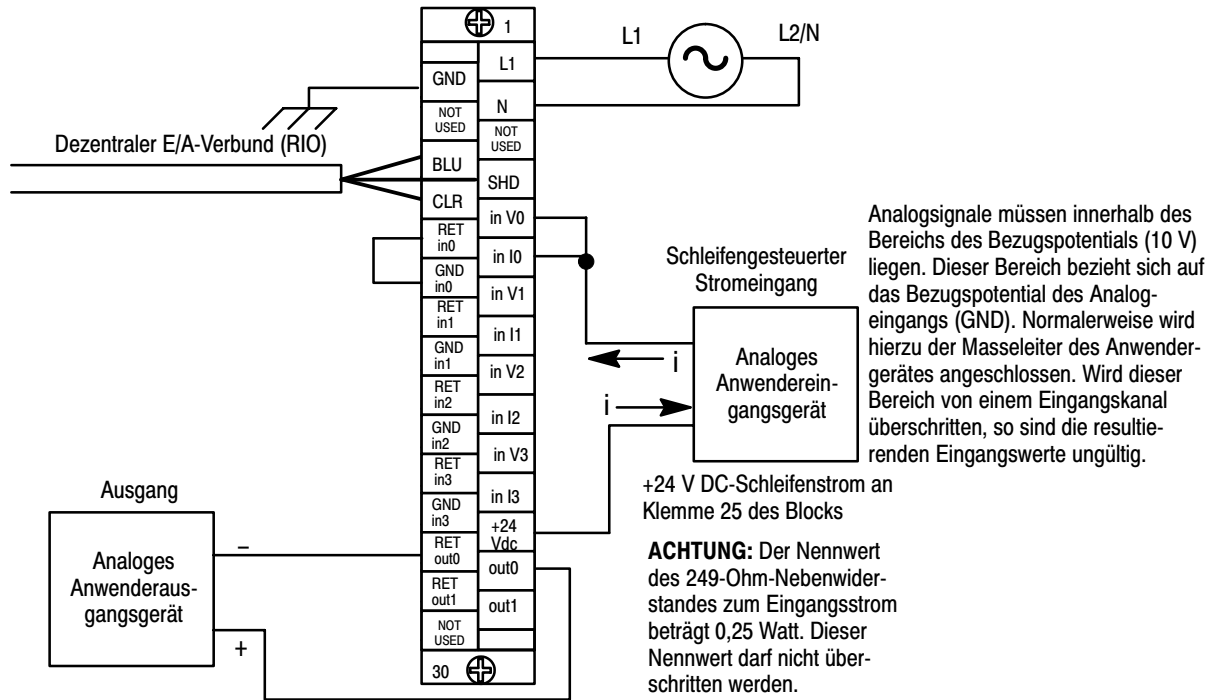 1
L1
L2/N
L1
GND
N
NOT
USED
NOT
USED
Dezentraler E/A-Verbund (RIO)
BLU
SHD
CLR
in V0
RET
in0
in I0
GND
in0
in V1
RET
in1
in I1
GND
in1
in V2
RET
in2
in I2
GND
in2
in V3
RET
in3
in I3
GND
in3
+24
Vdc
RET
out0
out0
RET
out1
out1
NOT
USED
30
Schleifengesteuerter
Stromeingang
Analoges
Anwenderein-
gangsgerät
i
i
Analogsignale müssen innerhalb des
Bereichs des Bezugspotentials (10 V)
liegen. Dieser Bereich bezieht sich auf
das Bezugspotential des Analog-
eingangs (GND). Normalerweise wird
hierzu der Masseleiter des Anwender-
gerätes angeschlossen. Wird dieser
Bereich von einem Eingangskanal
überschritten, so sind die resultie-
renden Eingangswerte ungültig.
+24 V DC-Schleifenstrom an
Klemme 25 des Blocks
ACHTUNG: Der Nennwert
des 249-Ohm-Nebenwider-
standes zum Eingangsstrom
beträgt 0,25 Watt. Dieser
Nennwert darf nicht über-
schritten werden.
Ausgang
Analoges
Anwenderaus-
gangsgerät
–
+